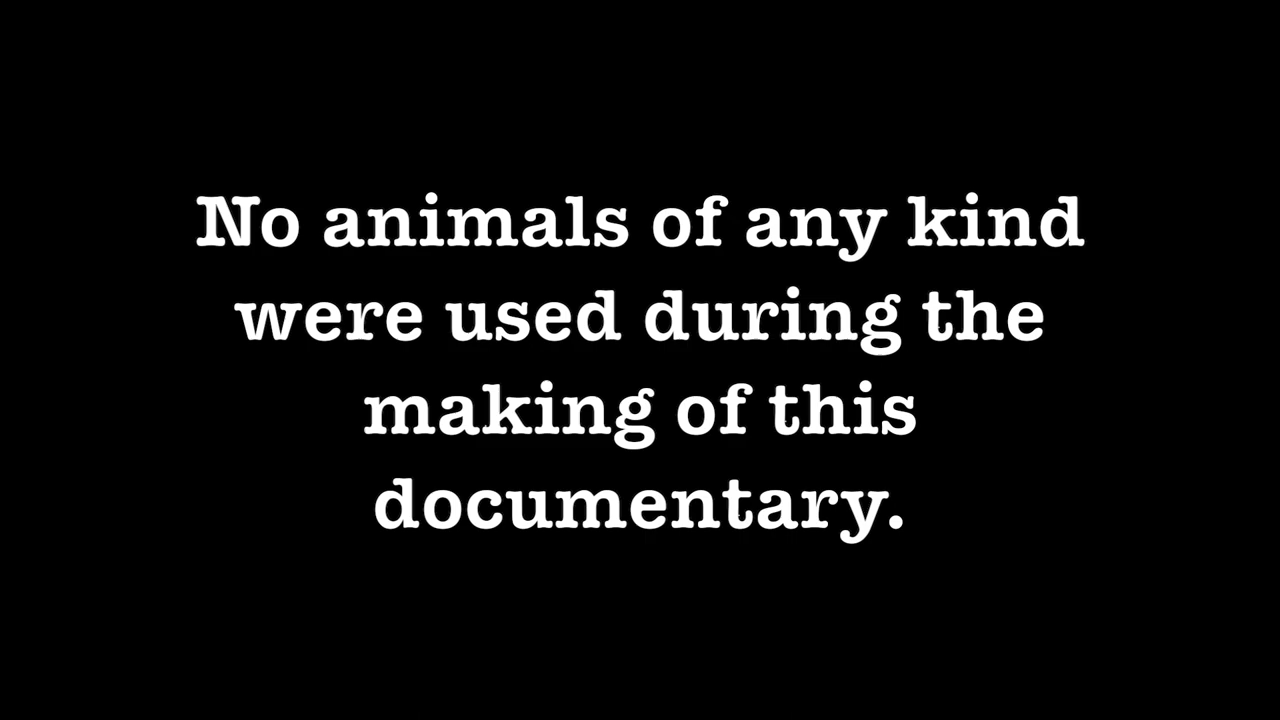 No animals of any kind
were used during the
making of this
documentary.